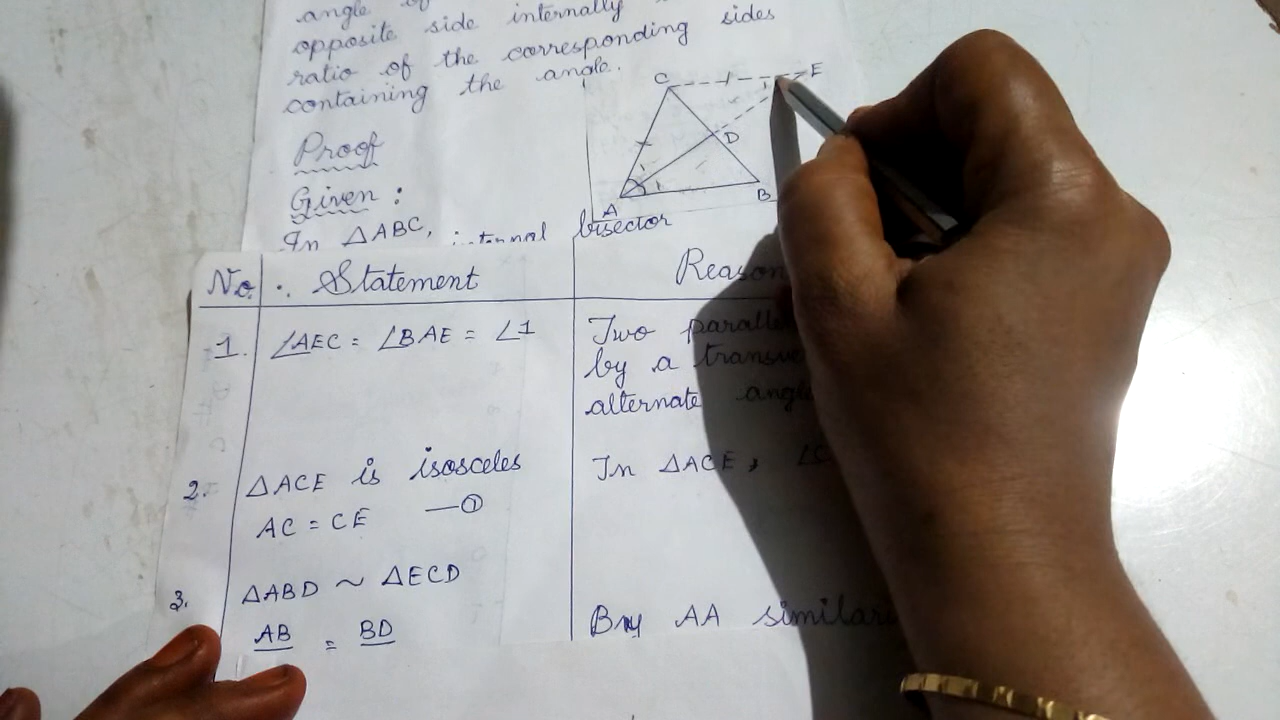 angle
opposite side internally
ratio of the corresponding sides
containing the angle.
C
E
D
A
B
Proof
Given :
In ΔABC, internal bisector
No. Statement Reason
1. ∠AEC = ∠BAE = ∠1
Two
by a
alternate
2. ΔACE is isosceles
AC = CE —①
In ΔACE,
3. ΔABD ~ ΔECD
AB = BD
By AA